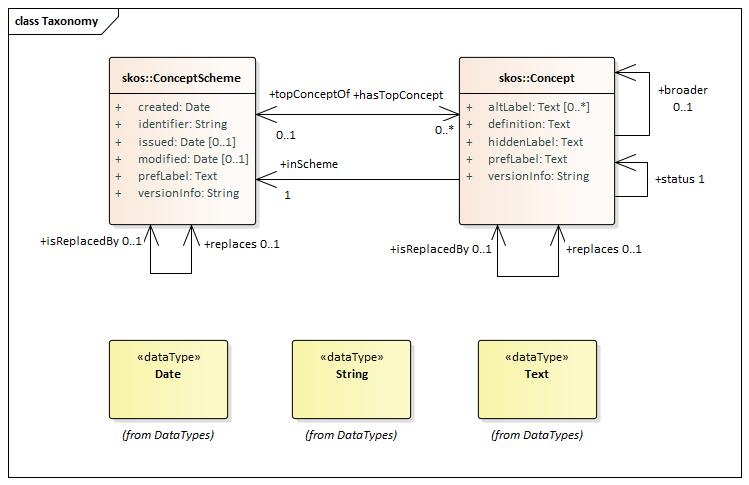 class Taxonomy
skos::ConceptScheme
+ created: Date
+ identifier: String
+ issued: Date [0..1]
+ modified: Date [0..1]
+ prefLabel: Text
+ versionInfo: String
skos::Concept
+ altLabel: Text [0..*]
+ definition: Text
+ hiddenLabel: Text
+ prefLabel: Text
+ versionInfo: String
+topConceptOf +hasTopConcept
0..1 0..*
+inScheme
1
+broader
0..1
+status 1
+isReplacedBy 0..1 +replaces 0..1
+isReplacedBy 0..1 +replaces 0..1
«dataType»
Date
(from DataTypes)
«dataType»
String
(from DataTypes)
«dataType»
Text
(from DataTypes)